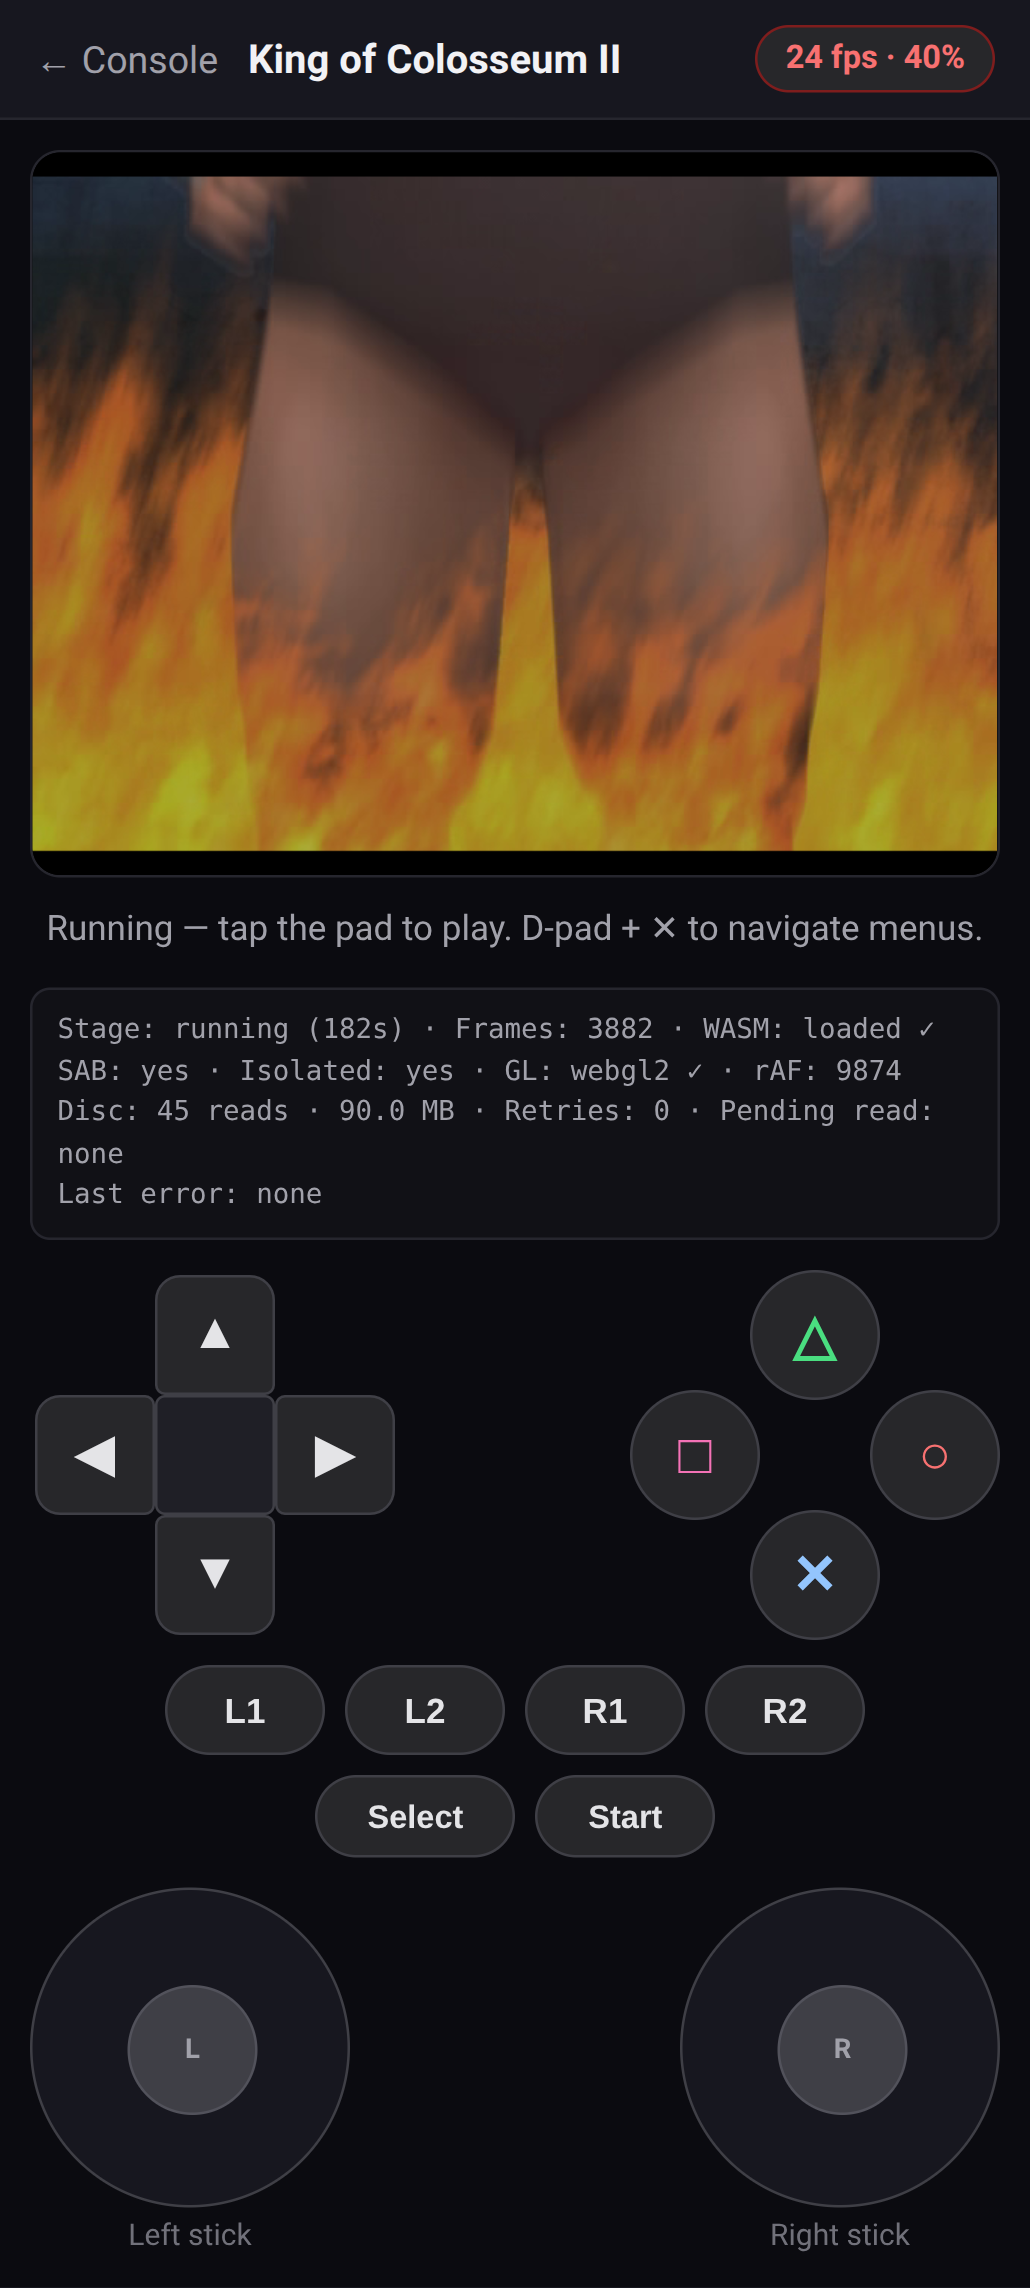 ← Console King of Colosseum II 24 fps · 40%
Running — tap the pad to play. D-pad + ✕ to navigate menus.
Stage: running (182s) · Frames: 3882 · WASM: loaded ✓
SAB: yes · Isolated: yes · GL: webgl2 ✓ · rAF: 9874
Disc: 45 reads · 90.0 MB · Retries: 0 · Pending read:
none
Last error: none
▲
△
◀ ▶
□ ○
▼
✕
L1 L2 R1 R2
Select Start
L R
Left stick Right stick